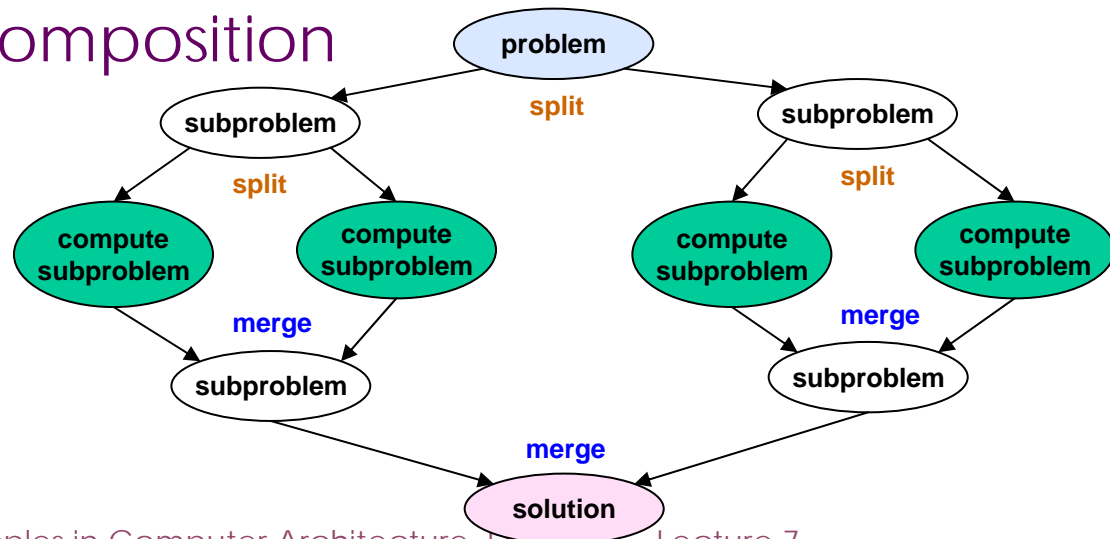 omposition
problem
split
subproblem
subproblem
split
split
compute
subproblem
compute
subproblem
compute
subproblem
compute
subproblem
merge
merge
subproblem
subproblem
merge
solution
in Computer Architecture Lecture 7